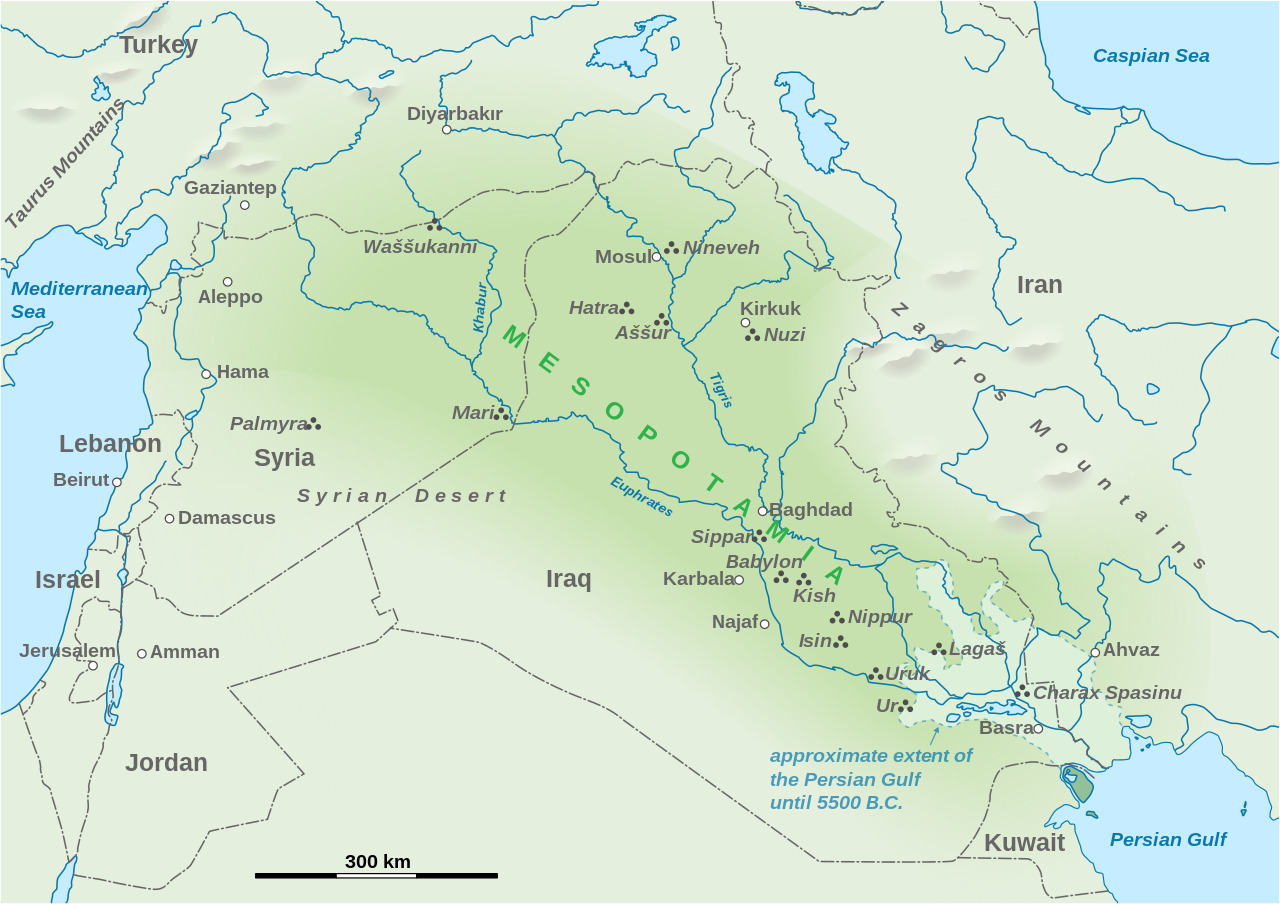 Turkey
Caspian Sea
Taurus Mountains
Diyarbakır
Gaziantep
Waššukanni
Mosul
Nineveh
Mediterranean
Sea
Aleppo
Khabur
Hatra
Aššur
Kirkuk
Nuzi
Iran
Zagros Mountains
MESOPOTAMIA
Hama
Tigris
Mari
Palmyra
Lebanon
Syria
Beirut
Syrian Desert
Euphrates
Damascus
Baghdad
Sippar
Babylon
Israel
Iraq
Karbala
Kish
Najaf
Nippur
Isin
Jerusalem
Amman
Lagaš
Ahvaz
Uruk
Charax Spasinu
Ur
Basra
Jordan
approximate extent of
the Persian Gulf
until 5500 B.C.
Kuwait
Persian Gulf
300 km